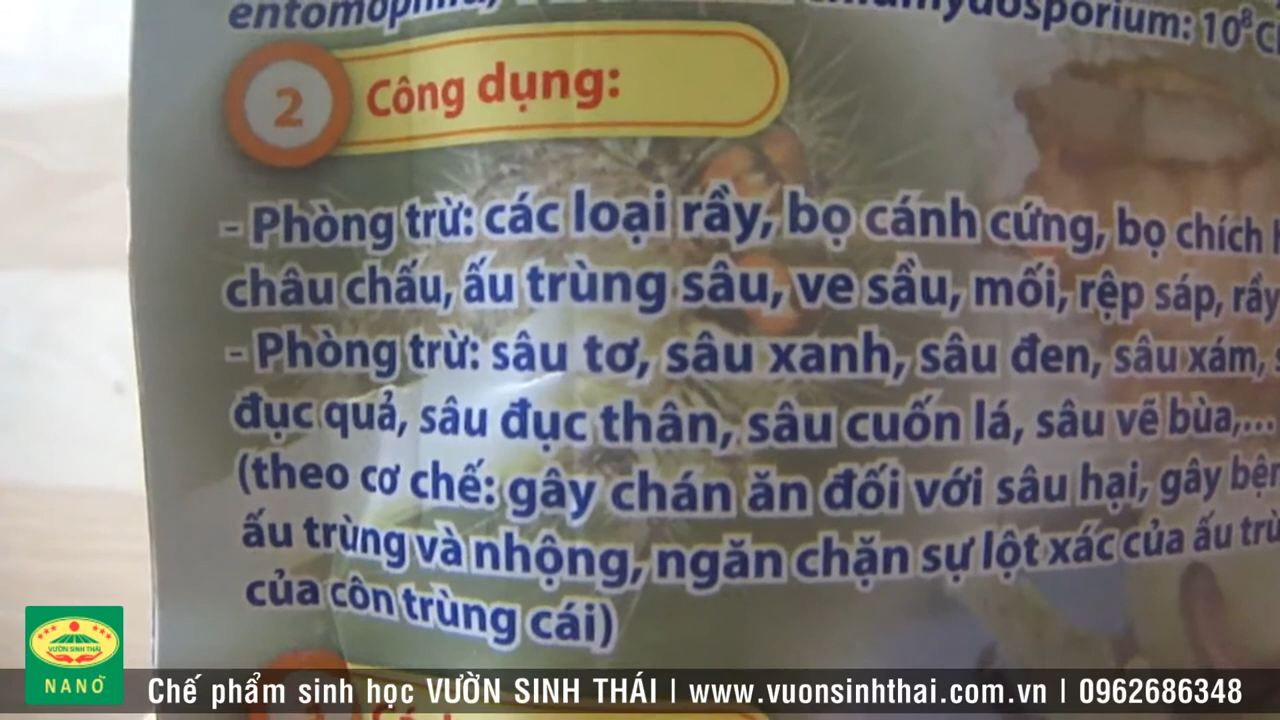 2 Công dụng:
- Phòng trừ: các loại rầy, bọ cánh cứng, bọ chích
châu chấu, ấu trùng sâu, ve sầu, mối, rệp sáp, rầy
- Phòng trừ: sâu tơ, sâu xanh, sâu đen, sâu xám,
đục quả, sâu đục thân, sâu cuốn lá, sâu vẽ bùa,...
(theo cơ chế: gây chán ăn đối với sâu hại, gây
ấu trùng và nhộng, ngăn chặn sự lột xác của ấu
của côn trùng cái)
VƯỜN SINH THÁI
NANO
Chế phẩm sinh học VƯỜN SINH THÁI | www.vuonsinhthai.com.vn | 0962686348